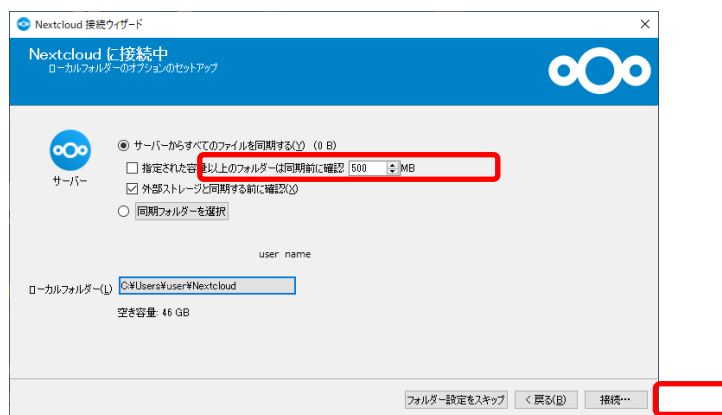 Nextcloud 接続ウィザード
Nextcloud に接続中
ローカルフォルダーのオプションのセットアップ
サーバーからすべてのファイルを同期する(Y) (0 B)
指定された容量以上のフォルダーは同期前に確認 500 MB
サーバー
外部ストレージと同期する前に確認(X)
同期フォルダーを選択
user name
ローカルフォルダー(L) C:¥Users¥user¥Nextcloud
空き容量: 46 GB
フォルダー設定をスキップ < 戻る(B) 接続…